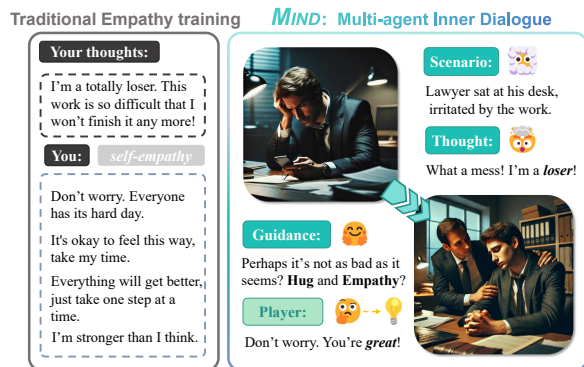 Traditional Empathy training
MIND: Multi-agent Inner Dialogue
Your thoughts:
I'm a totally loser. This
work is so difficult that I
won't finish it any more!
You:
self-empathy
Don't worry. Everyone
has its hard day.
It's okay to feel this way,
take my time.
Everything will get better,
just take one step at a
time.
I'm stronger than I think.
Scenario:
Lawyer sat at his desk,
irritated by the work.
Thought:
What a mess! I'm a loser!
Guidance:
Perhaps it's not as bad as it
seems? Hug and Empathy?
Player:
Don't worry. You're great!